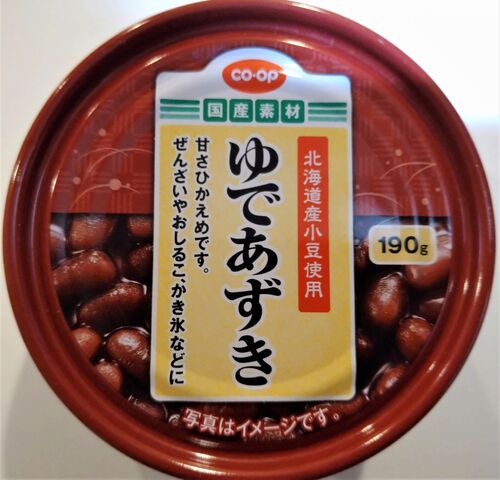 CO·OP
国産素材
北海道産小豆使用
ゆであずき
甘さひかえめです。
ぜんざいやおしるこ、かき氷などに
190g
写真はイメージです。